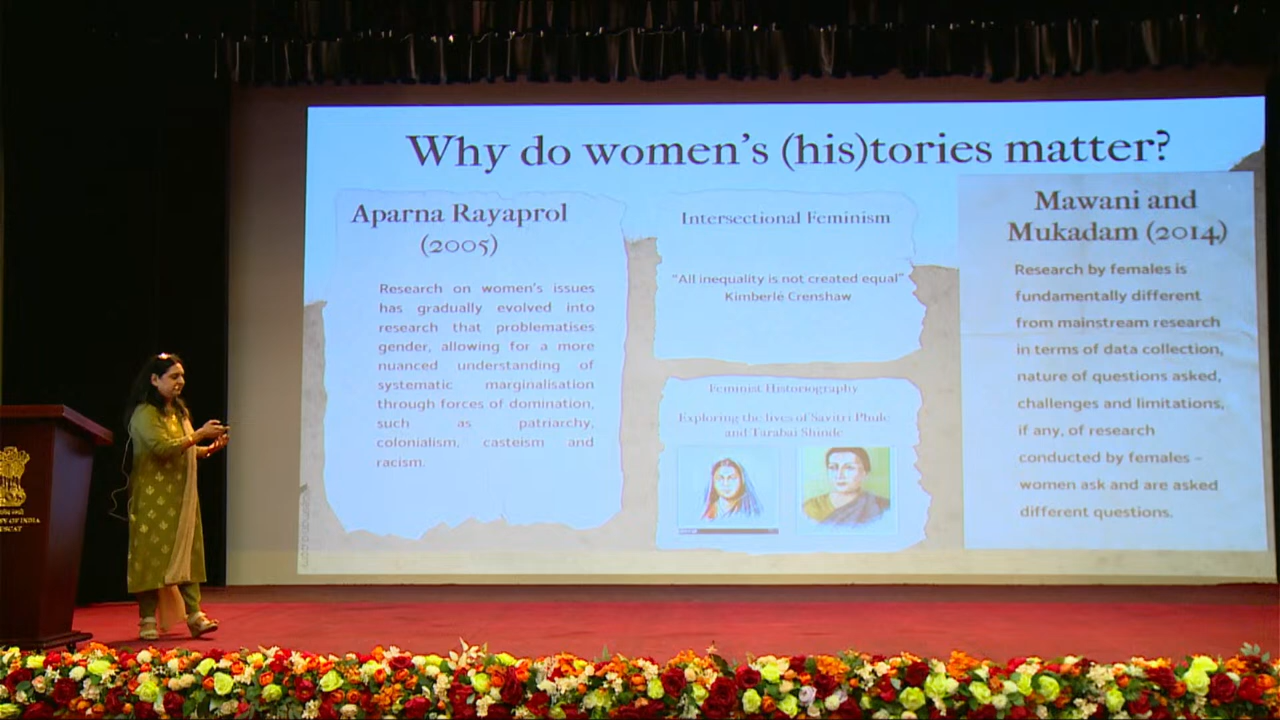 Why do women's (his)tories matter?
Aparna Rayaprol
(2005)
Research on women's issues
has gradually evolved into
research that problematises
gender, allowing for a more
nuanced understanding of
systematic marginalisation
through forces of domination,
such as patriarchy,
colonialism, casteism and
racism.
Intersectional Feminism
"All inequality is not created equal"
Kimberlé Crenshaw
Feminist Historiography
Exploring the lives of Savitri Phule
and Tarabai Shinde
Mawani and
Mukadam (2014)
Research by females is
fundamentally different
from mainstream research
in terms of data collection,
nature of questions asked,
challenges and limitations,
if any, of research
conducted by females –
women ask and are asked
different questions.
OF INDIA